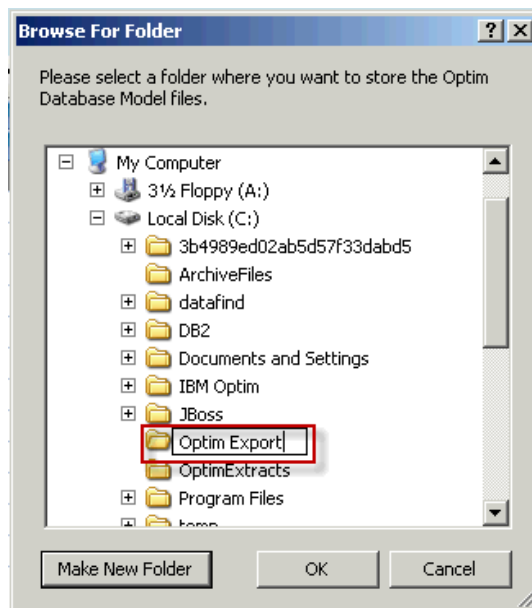 Browse For Folder
Please select a folder where you want to store the Optim
Database Model files.
My Computer
3½ Floppy (A:)
Local Disk (C:)
3b4989ed02ab5d57f33dabd5
ArchiveFiles
datafind
DB2
Documents and Settings
IBM Optim
JBoss
Optim Export
OptimExtracts
Program Files
temp
Make New Folder OK Cancel